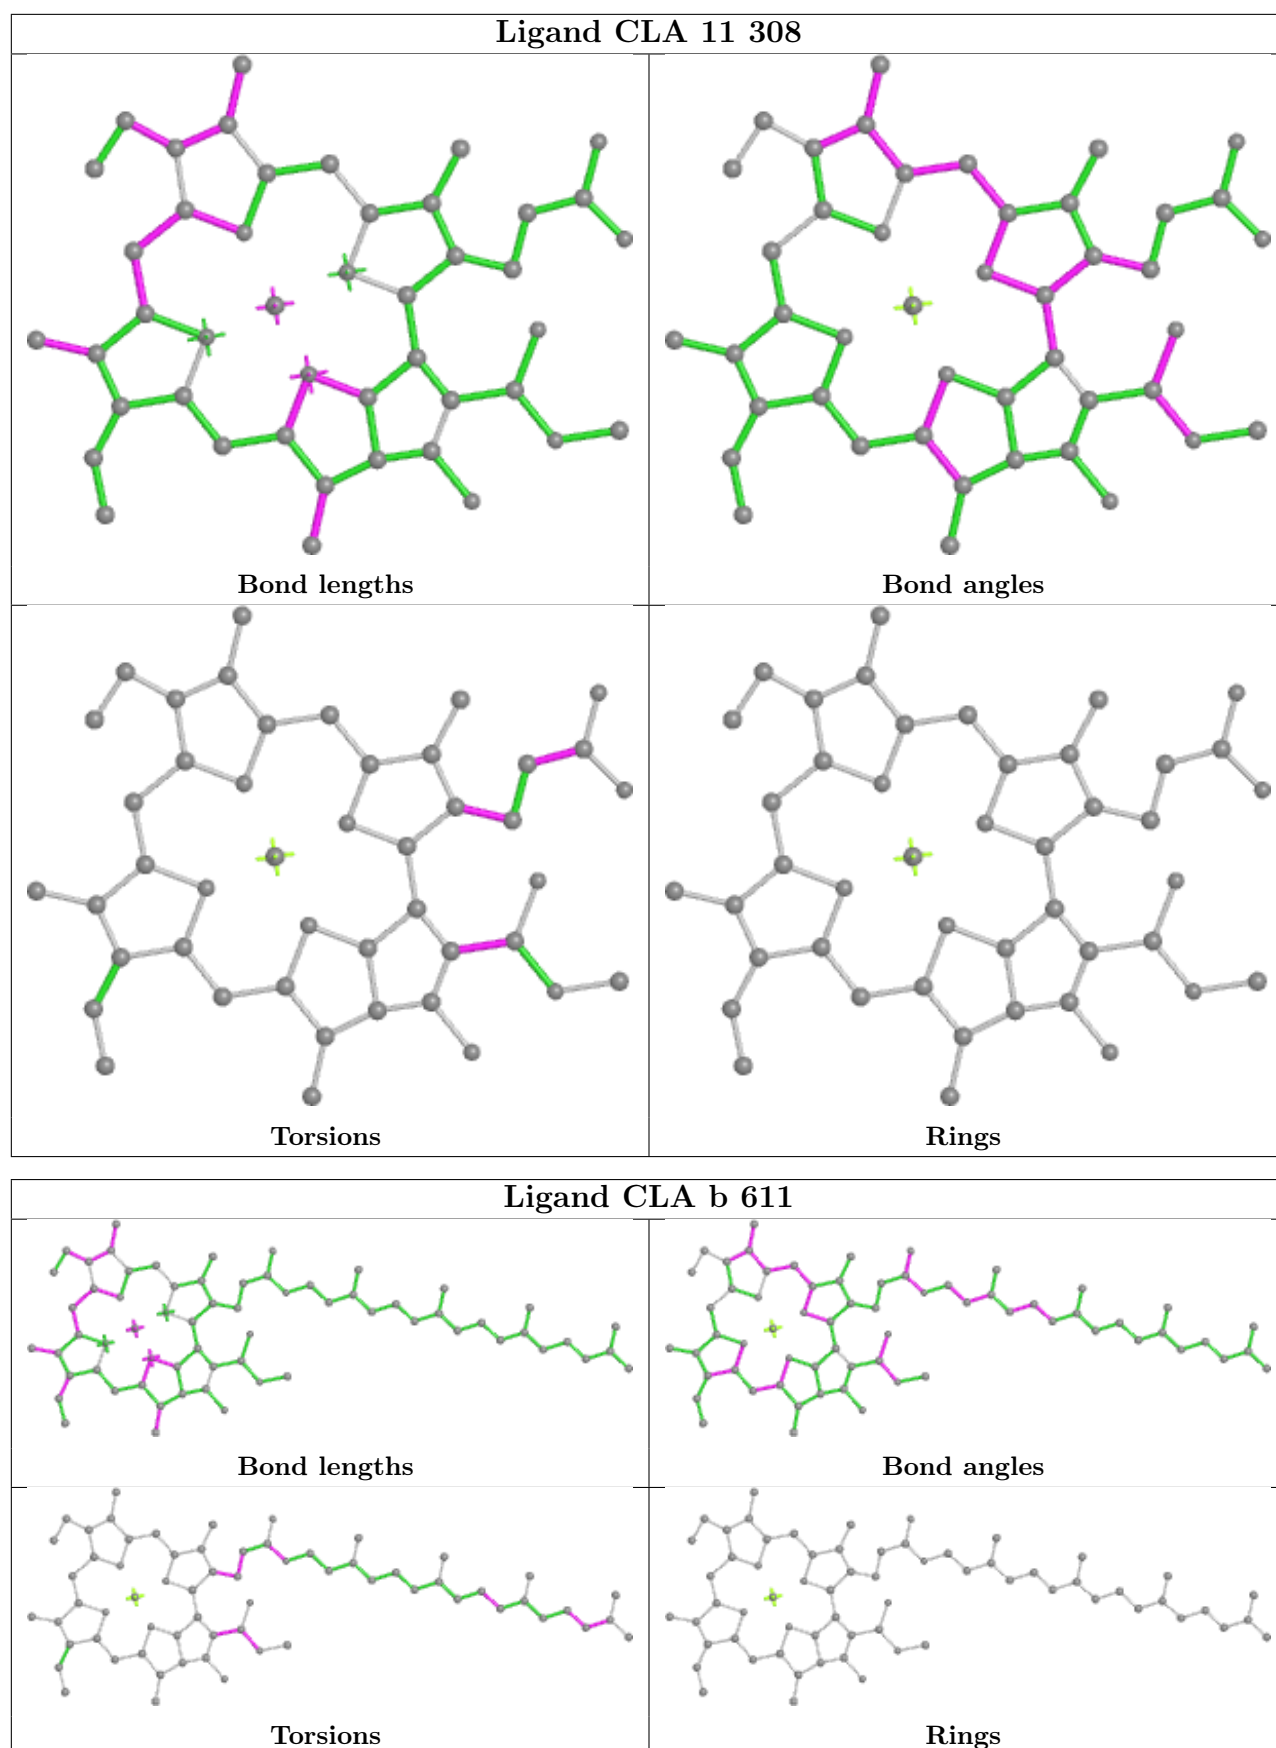 Ligand CLA 11 308
Bond lengths
Bond angles
Torsions
Rings
Ligand CLA b 611
Bond lengths
Bond angles
Torsions
Rings